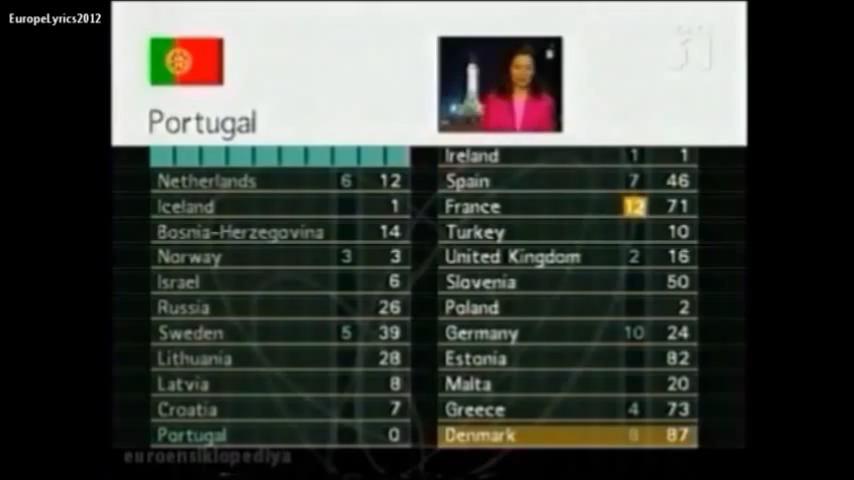 EuropeLyrics2012
Portugal
Netherlands 6 12
Iceland 1
Bosnia-Herzegovina 14
Norway 3 3
Israel 6
Russia 26
Sweden 5 39
Lithuania 28
Latvia 8
Croatia 7
Portugal 0
Ireland 1 1
Spain 7 46
France 12 71
Turkey 10
United Kingdom 2 16
Slovenia 50
Poland 2
Germany 10 24
Estonia 82
Malta 20
Greece 4 73
Denmark 8 87
euroensiklopediya